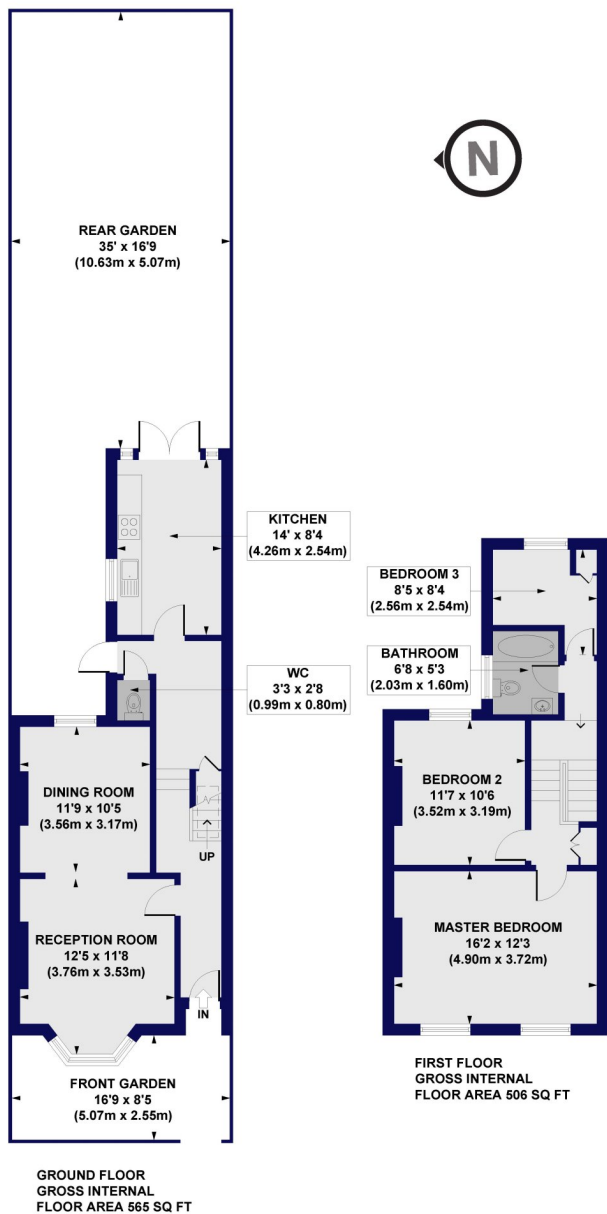 N
REAR GARDEN
35' x 16'9
(10.63m x 5.07m)
KITCHEN
14' x 8'4
(4.26m x 2.54m)
BEDROOM 3
8'5 x 8'4
(2.56m x 2.54m)
BATHROOM
6'8 x 5'3
(2.03m x 1.60m)
WC
3'3 x 2'8
(0.99m x 0.80m)
DINING ROOM
11'9 x 10'5
(3.56m x 3.17m)
BEDROOM 2
11'7 x 10'6
(3.52m x 3.19m)
UP
RECEPTION ROOM
12'5 x 11'8
(3.76m x 3.53m)
MASTER BEDROOM
16'2 x 12'3
(4.90m x 3.72m)
IN
FRONT GARDEN
16'9 x 8'5
(5.07m x 2.55m)
FIRST FLOOR
GROSS INTERNAL
FLOOR AREA 506 SQ FT
GROUND FLOOR
GROSS INTERNAL
FLOOR AREA 565 SQ FT